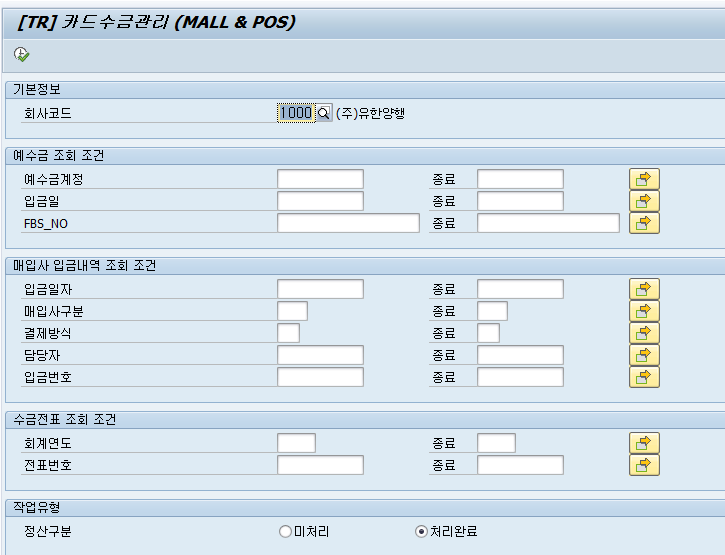 [TR] 카드수금관리 (MALL & POS)
기본정보
회사코드 1000 (주)유한양행
예수금 조회 조건
예수금계정 종료
입금일 종료
FBS_NO 종료
매입사 입금내역 조회 조건
입금일자 종료
매입사구분 종료
결제방식 종료
담당자 종료
입금번호 종료
수금전표 조회 조건
회계연도 종료
전표번호 종료
작업유형
정산구분 미처리 처리완료